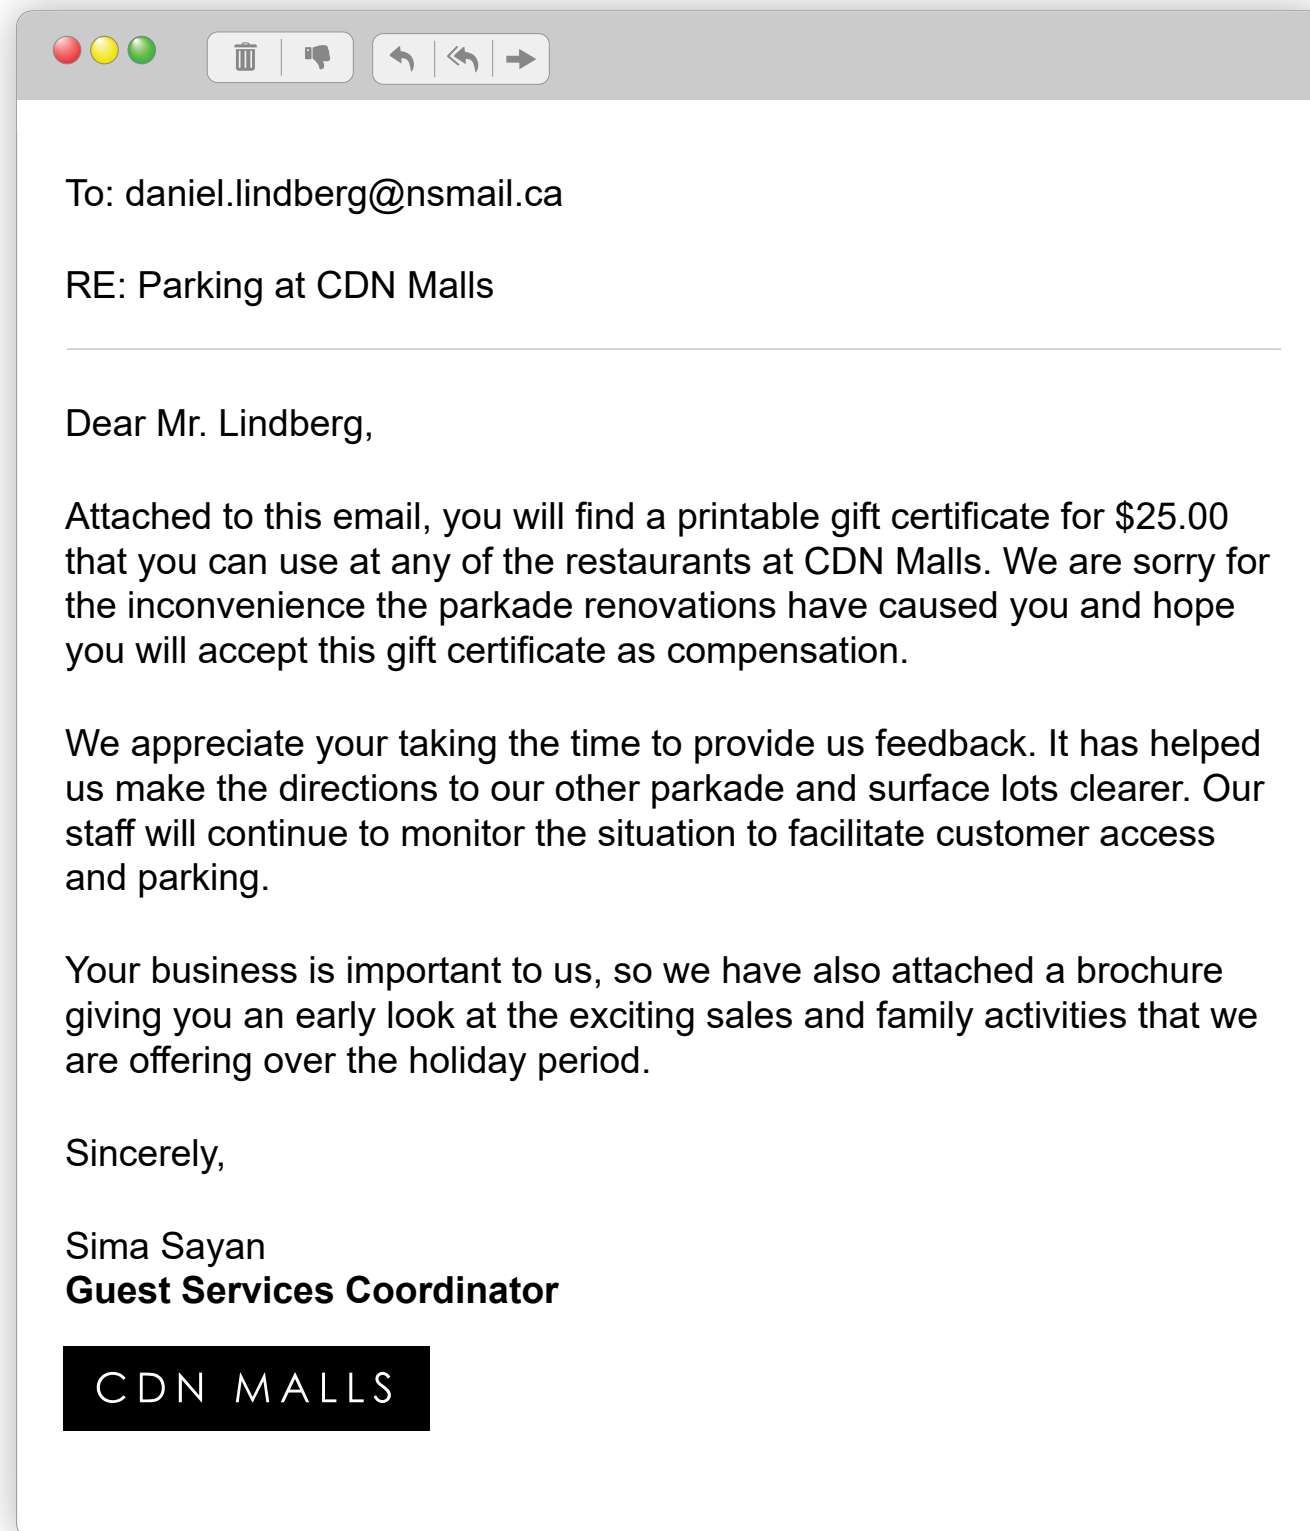 To: daniel.lindberg@nsmail.ca
RE: Parking at CDN Malls
Dear Mr. Lindberg,
Attached to this email, you will find a printable gift certificate for $25.00
that you can use at any of the restaurants at CDN Malls. We are sorry for
the inconvenience the parkade renovations have caused you and hope
you will accept this gift certificate as compensation.
We appreciate your taking the time to provide us feedback. It has helped
us make the directions to our other parkade and surface lots clearer. Our
staff will continue to monitor the situation to facilitate customer access
and parking.
Your business is important to us, so we have also attached a brochure
giving you an early look at the exciting sales and family activities that we
are offering over the holiday period.
Sincerely,
Sima Sayan
Guest Services Coordinator
CDN MALLS